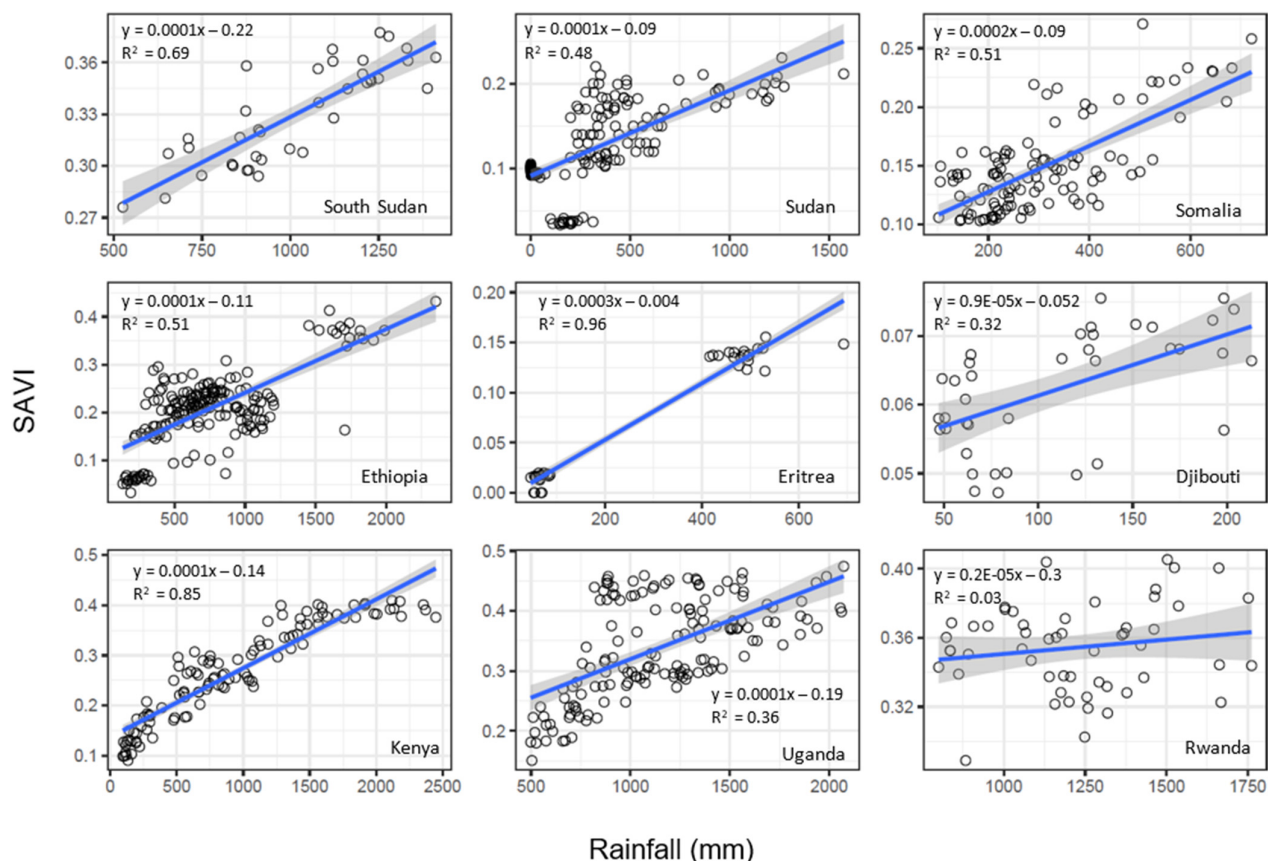 y = 0.0001x – 0.22
R² = 0.69
0.36
0.33
0.30
0.27
South Sudan
500 750 1000 1250
y = 0.0001x – 0.09
R² = 0.48
0.2
0.1
Sudan
0 500 1000 1500
y = 0.0002x – 0.09
R² = 0.51
0.25
0.20
0.15
0.10
Somalia
200 400 600
SAVI
y = 0.0001x – 0.11
R² = 0.51
0.4
0.3
0.2
0.1
Ethiopia
500 1000 1500 2000
y = 0.0003x – 0.004
R² = 0.96
0.20
0.15
0.10
0.05
0.00
Eritrea
200 400 600
y = 0.9E-05x – 0.052
R² = 0.32
0.07
0.06
0.05
Djibouti
50 100 150 200
y = 0.0001x – 0.14
R² = 0.85
0.5
0.4
0.3
0.2
0.1
Kenya
0 500 1000 1500 2000 2500
0.5
0.4
0.3
0.2
y = 0.0001x – 0.19
R² = 0.36
Uganda
500 1000 1500 2000
y = 0.2E-05x – 0.3
R² = 0.03
0.40
0.36
0.32
Rwanda
1000 1250 1500 1750
Rainfall (mm)